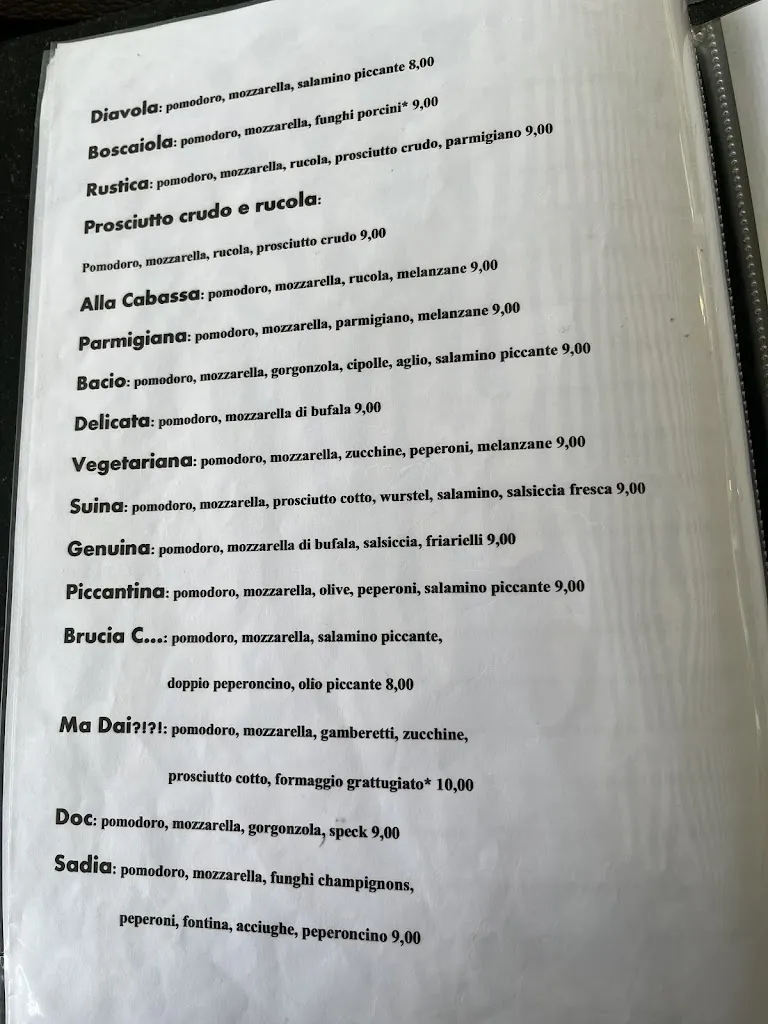 Diavola: pomodoro, mozzarella, salamino piccante 8,00
Boscaiola: pomodoro, mozzarella, funghi porcini* 9,00
Rustica: pomodoro, mozzarella, rucola, prosciutto crudo, parmigiano 9,00
Prosciutto crudo e rucola:
Pomodoro, mozzarella, rucola, prosciutto crudo 9,00
Alla Cabassa: pomodoro, mozzarella, rucola, melanzane 9,00
Parmigiana: pomodoro, mozzarella, parmigiano, melanzane 9,00
Bacio: pomodoro, mozzarella, gorgonzola, cipolle, aglio, salamino piccante 9,00
Delicata: pomodoro, mozzarella di bufala 9,00
Vegetariana: pomodoro, mozzarella, zucchine, peperoni, melanzane 9,00
Suina: pomodoro, mozzarella, prosciutto cotto, wurstel, salamino, salsiccia fresca 9,00
Genuina: pomodoro, mozzarella di bufala, salsiccia, friarielli 9,00
Piccantina: pomodoro, mozzarella, olive, peperoni, salamino piccante 9,00
Brucia C...: pomodoro, mozzarella, salamino piccante,
doppio peperoncino, olio piccante 8,00
Ma Dai?!?!: pomodoro, mozzarella, gamberetti, zucchine,
prosciutto cotto, formaggio grattugiato* 10,00
Doc: pomodoro, mozzarella, gorgonzola, speck 9,00
Sadia: pomodoro, mozzarella, funghi champignons,
peperoni, fontina, acciughe, peperoncino 9,00